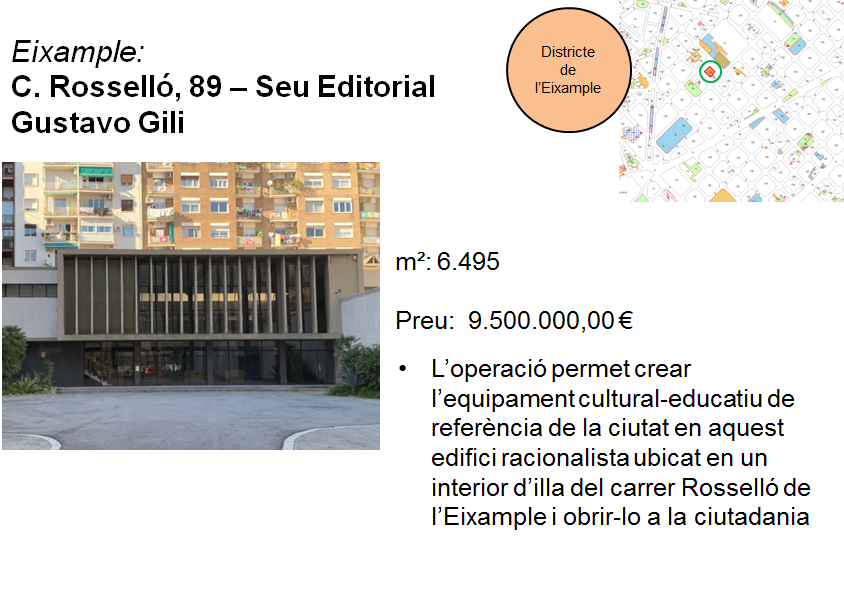 Eixample:
C. Rosselló, 89 – Seu Editorial
Gustavo Gili
Districte
de
l’Eixample
m²: 6.495
Preu: 9.500.000,00 €
• L’operació permet crear
l’equipament cultural-educatiu de
referència de la ciutat en aquest
edifici racionalista ubicat en un
interior d’illa del carrer Rosselló de
l’Eixample i obrir-lo a la ciutadania